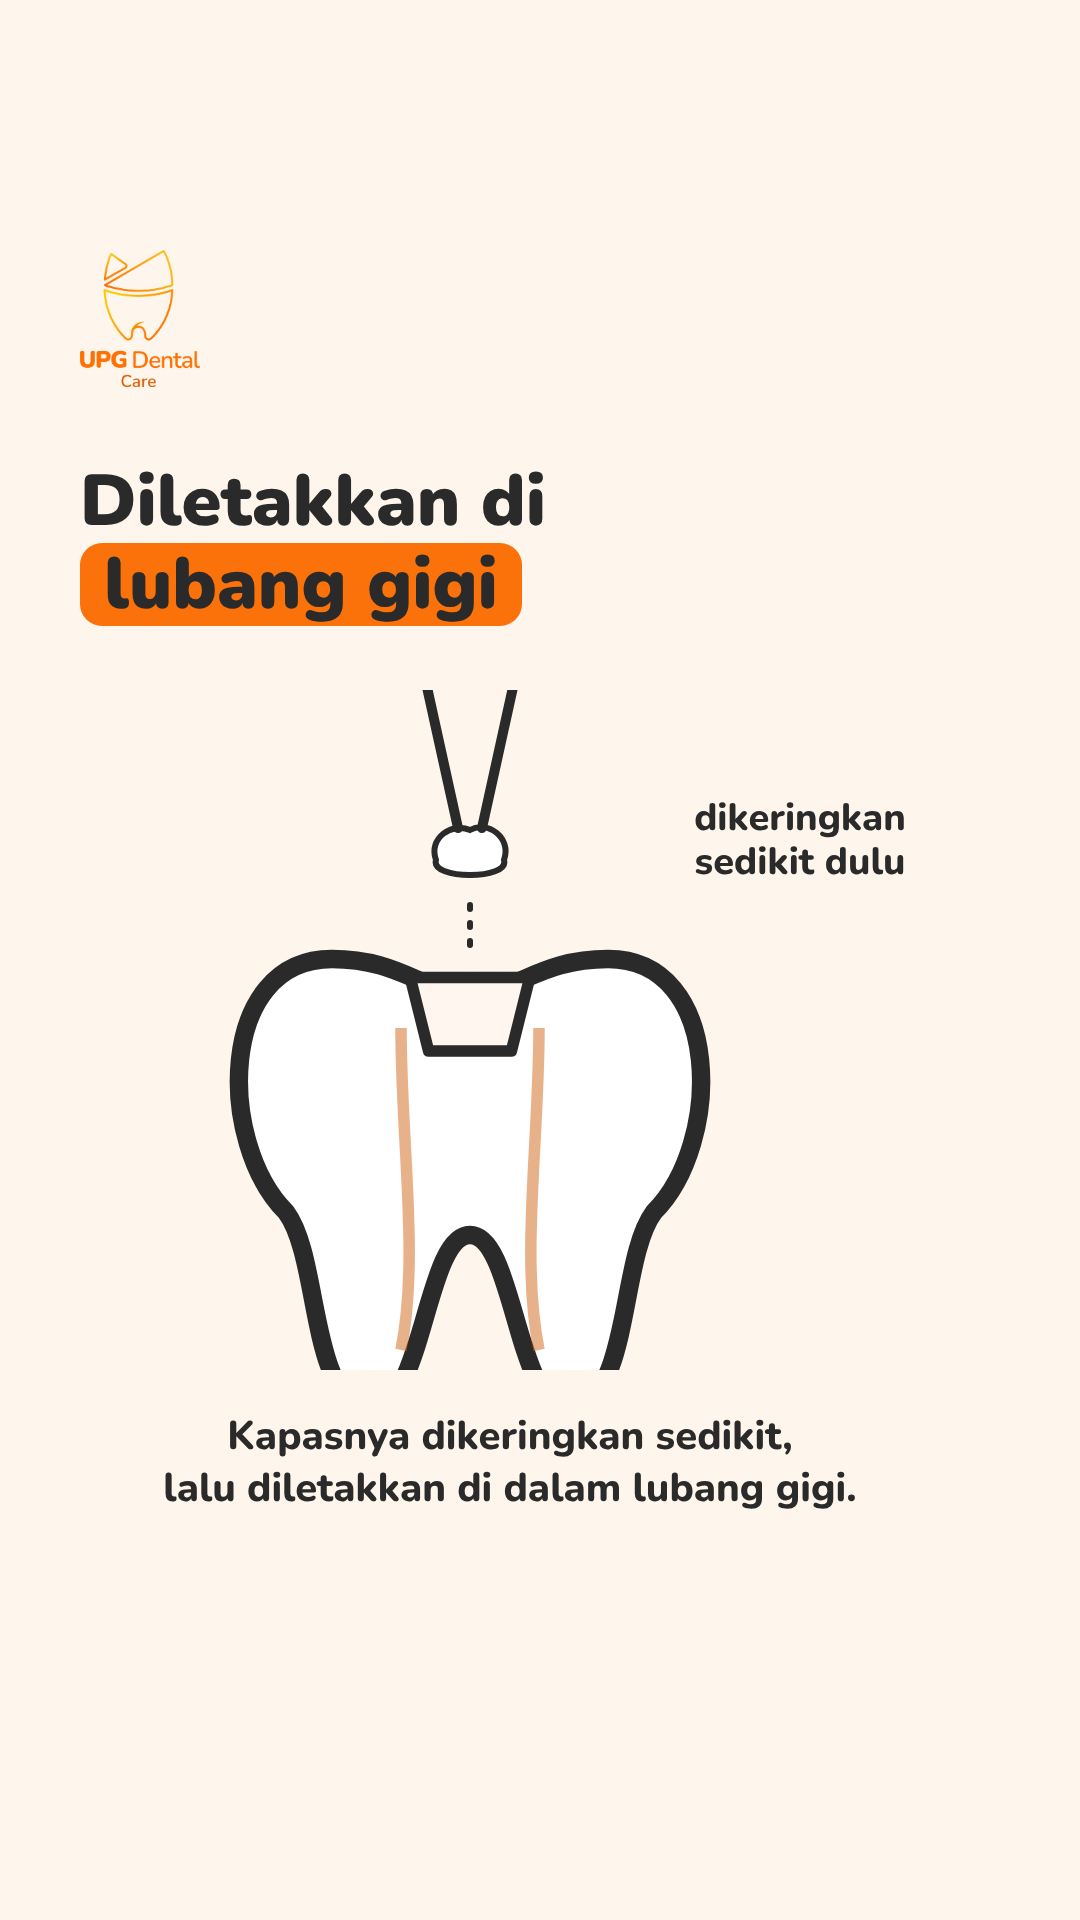 UPG Dental
Care
Diletakkan di
lubang gigi
dikeringkan
sedikit dulu
Kapasnya dikeringkan sedikit,
lalu diletakkan di dalam lubang gigi.